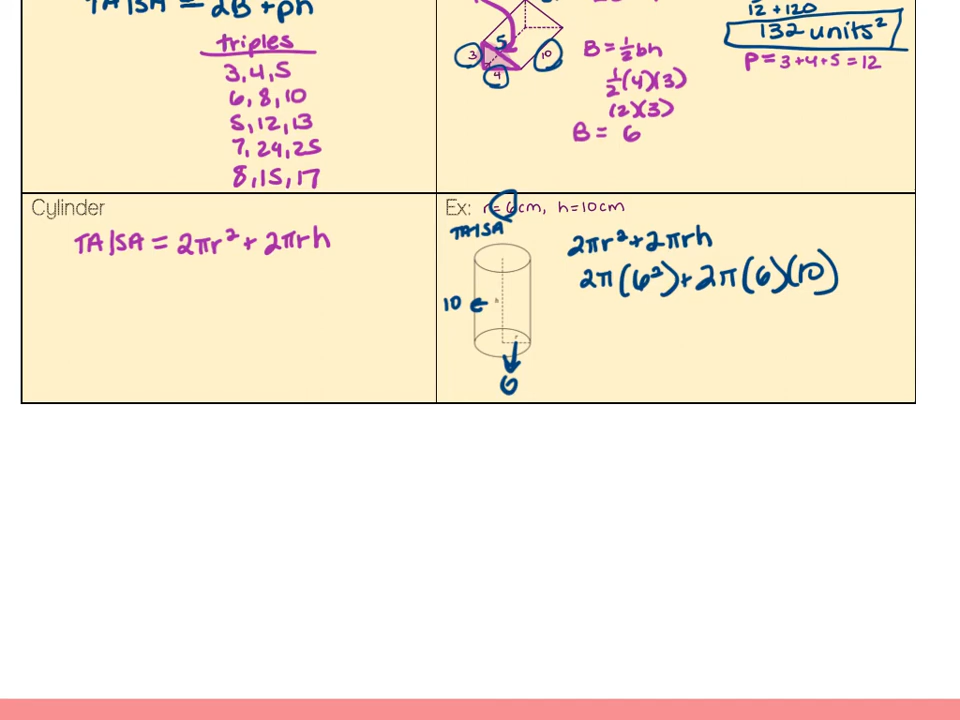 TA/SA = 2B + ph
triples
3, 4, 5
6, 8, 10
5, 12, 13
7, 24, 25
8, 15, 17
5
3
4
10
B = ½bh
½(4)(3)
(2)(3)
B = 6
12 + 120
132 units²
P = 3+4+5 = 12
Cylinder
TA/SA = 2πr² + 2πrh
Ex: r = 6cm, h = 10cm
TA/SA
2πr² + 2πrh
2π(6²) + 2π(6)(10)
10
h
r
6